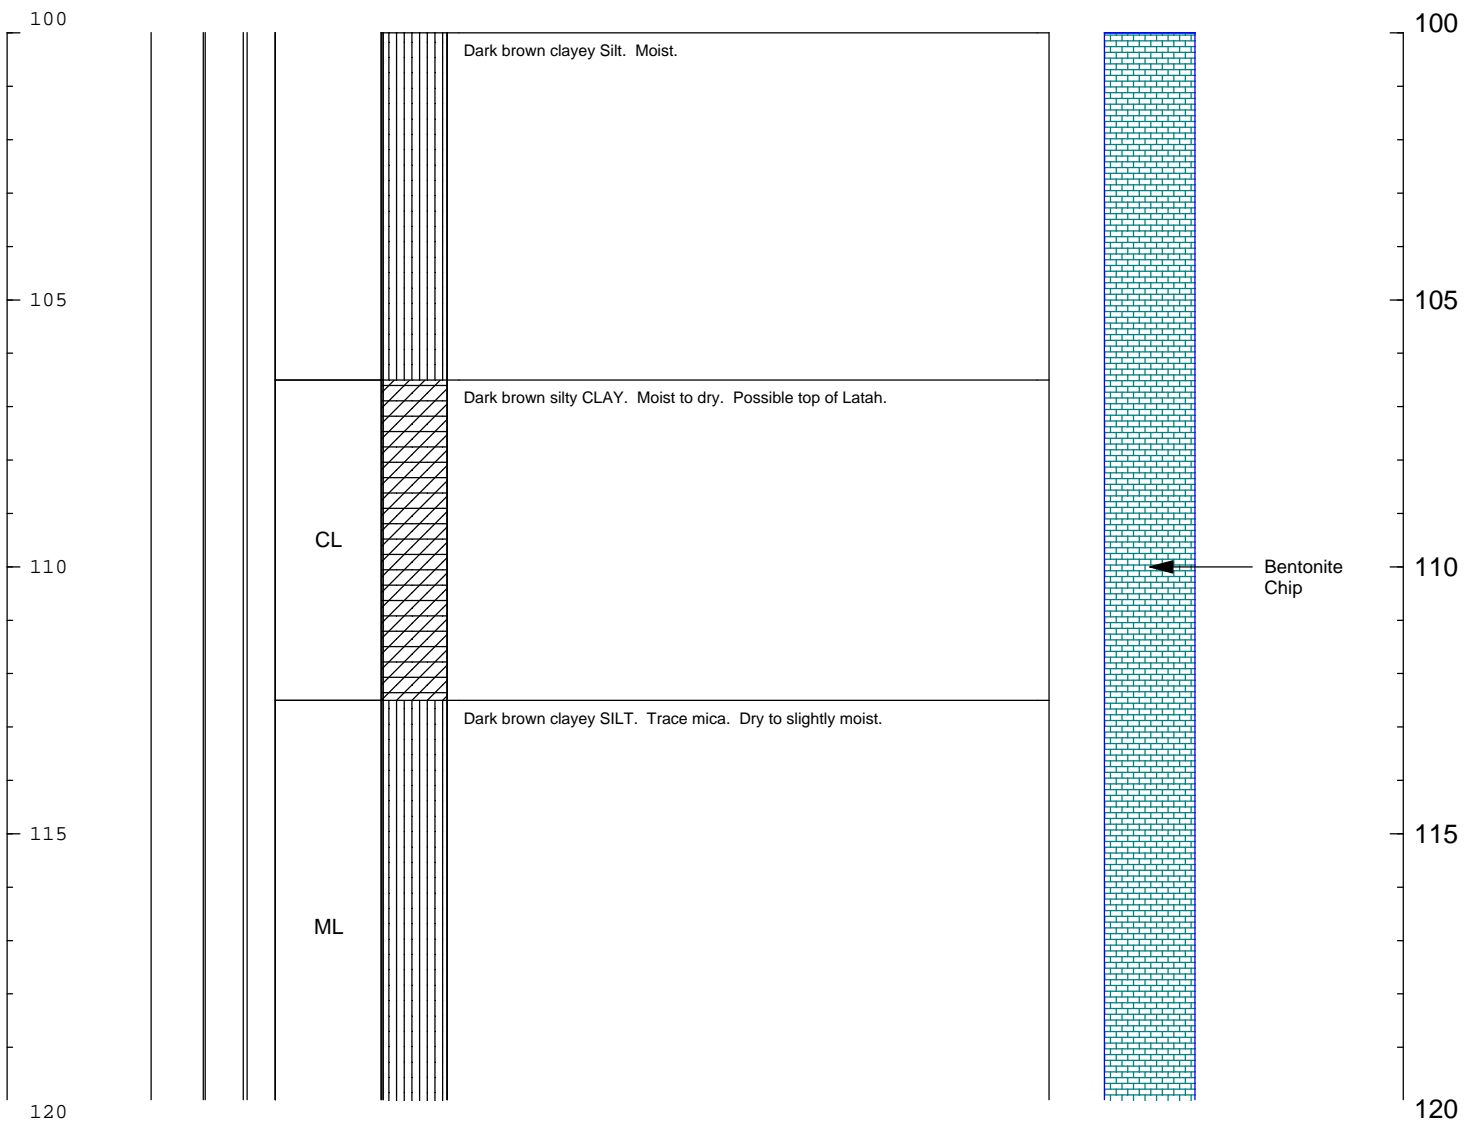 100
100
Dark brown clayey Silt.  Moist.
105
105
Dark brown silty CLAY.  Moist to dry.  Possible top of Latah.
CL
110
Bentonite
Chip
110
Dark brown clayey SILT.  Trace mica.  Dry to slightly moist.
115
115
ML
120
120